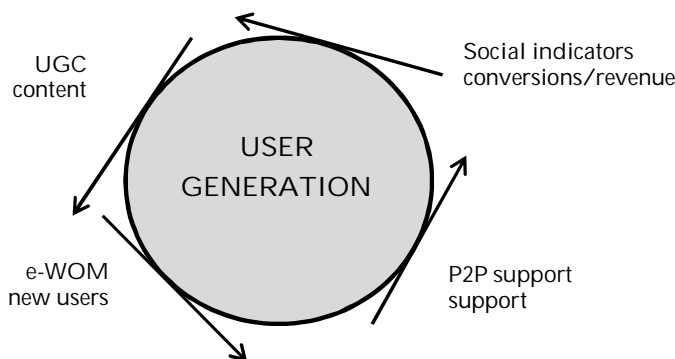 UGC
content
Social indicators
conversions/revenue
USER
GENERATION
e-WOM
new users
P2P support
support